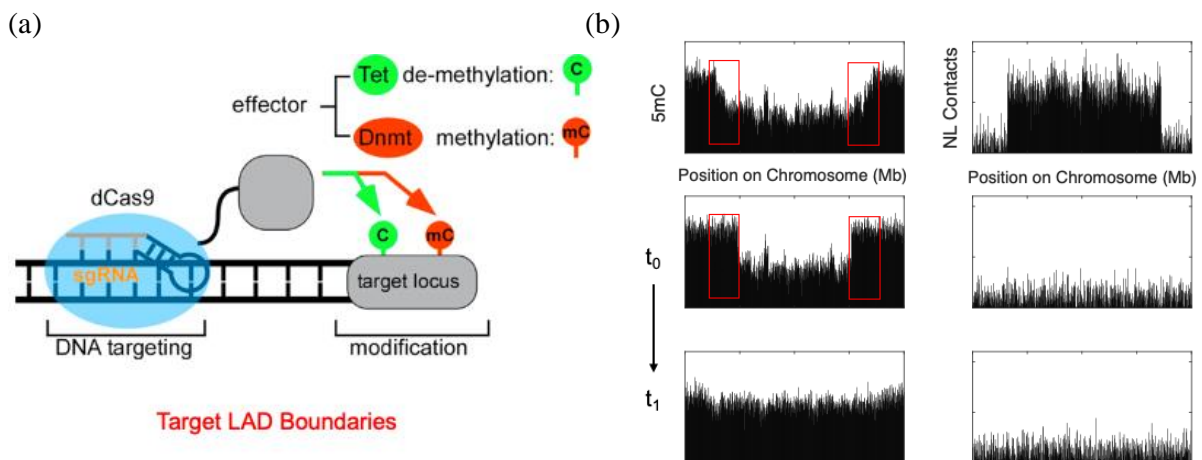 (a)
Tet de-methylation: C
effector
Dnmt methylation: mC
dCas9
C mC
sgRNA
target locus
DNA targeting
modification
Target LAD Boundaries
(b)
5mC
NL Contacts
Position on Chromosome (Mb)
Position on Chromosome (Mb)
t0
t1